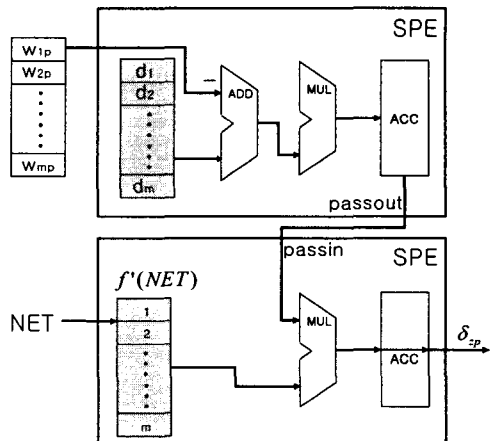 SPE
W1p
W2p
Wmp
d1
d2
dm
−
ADD
MUL
ACC
passout
passin
SPE
f'(NET)
NET
1
2
m
MUL
ACC
δzp